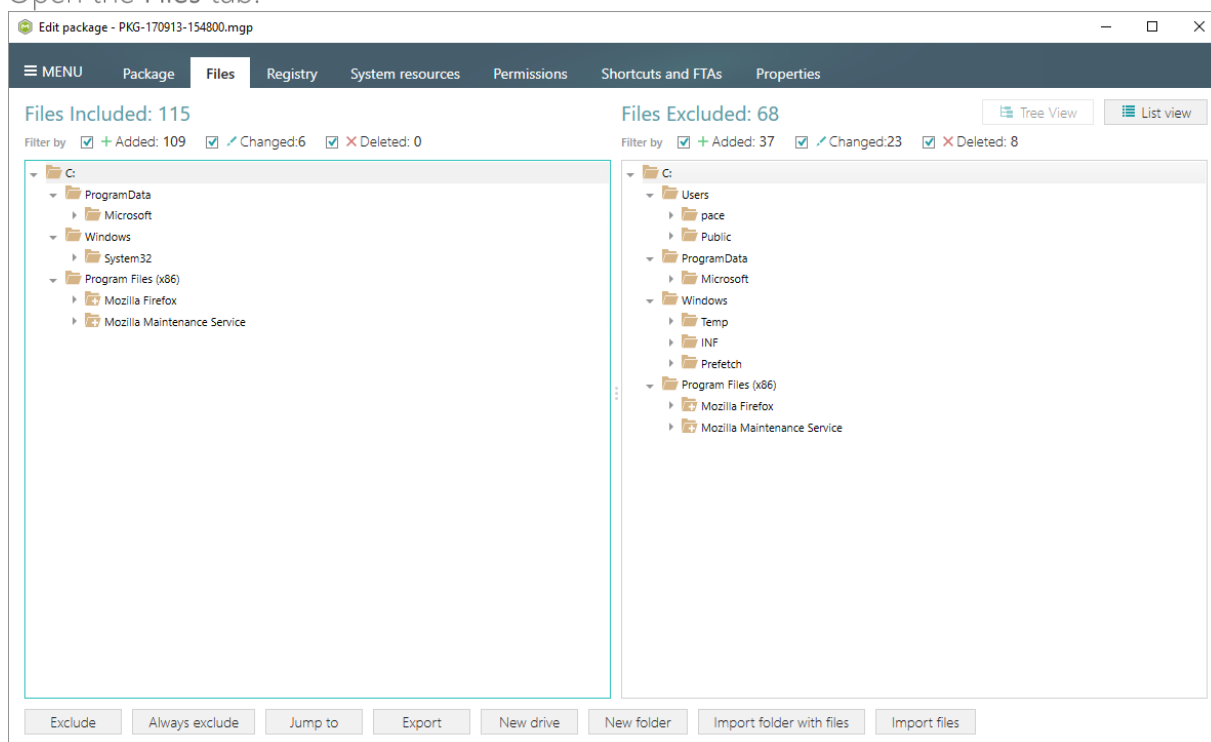 Open the Files tab.
Edit package - PKG-170913-154800.mgp
MENU Package Files Registry System resources Permissions Shortcuts and FTAs Properties
Files Included: 115
Filter by Added: 109 Changed:6 Deleted: 0
C:
ProgramData
Microsoft
Windows
System32
Program Files (x86)
Mozilla Firefox
Mozilla Maintenance Service
Files Excluded: 68 Tree View List view
Filter by Added: 37 Changed:23 Deleted: 8
C:
Users
pace
Public
ProgramData
Microsoft
Windows
Temp
INF
Prefetch
Program Files (x86)
Mozilla Firefox
Mozilla Maintenance Service
Exclude Always exclude Jump to Export New drive New folder Import folder with files Import files